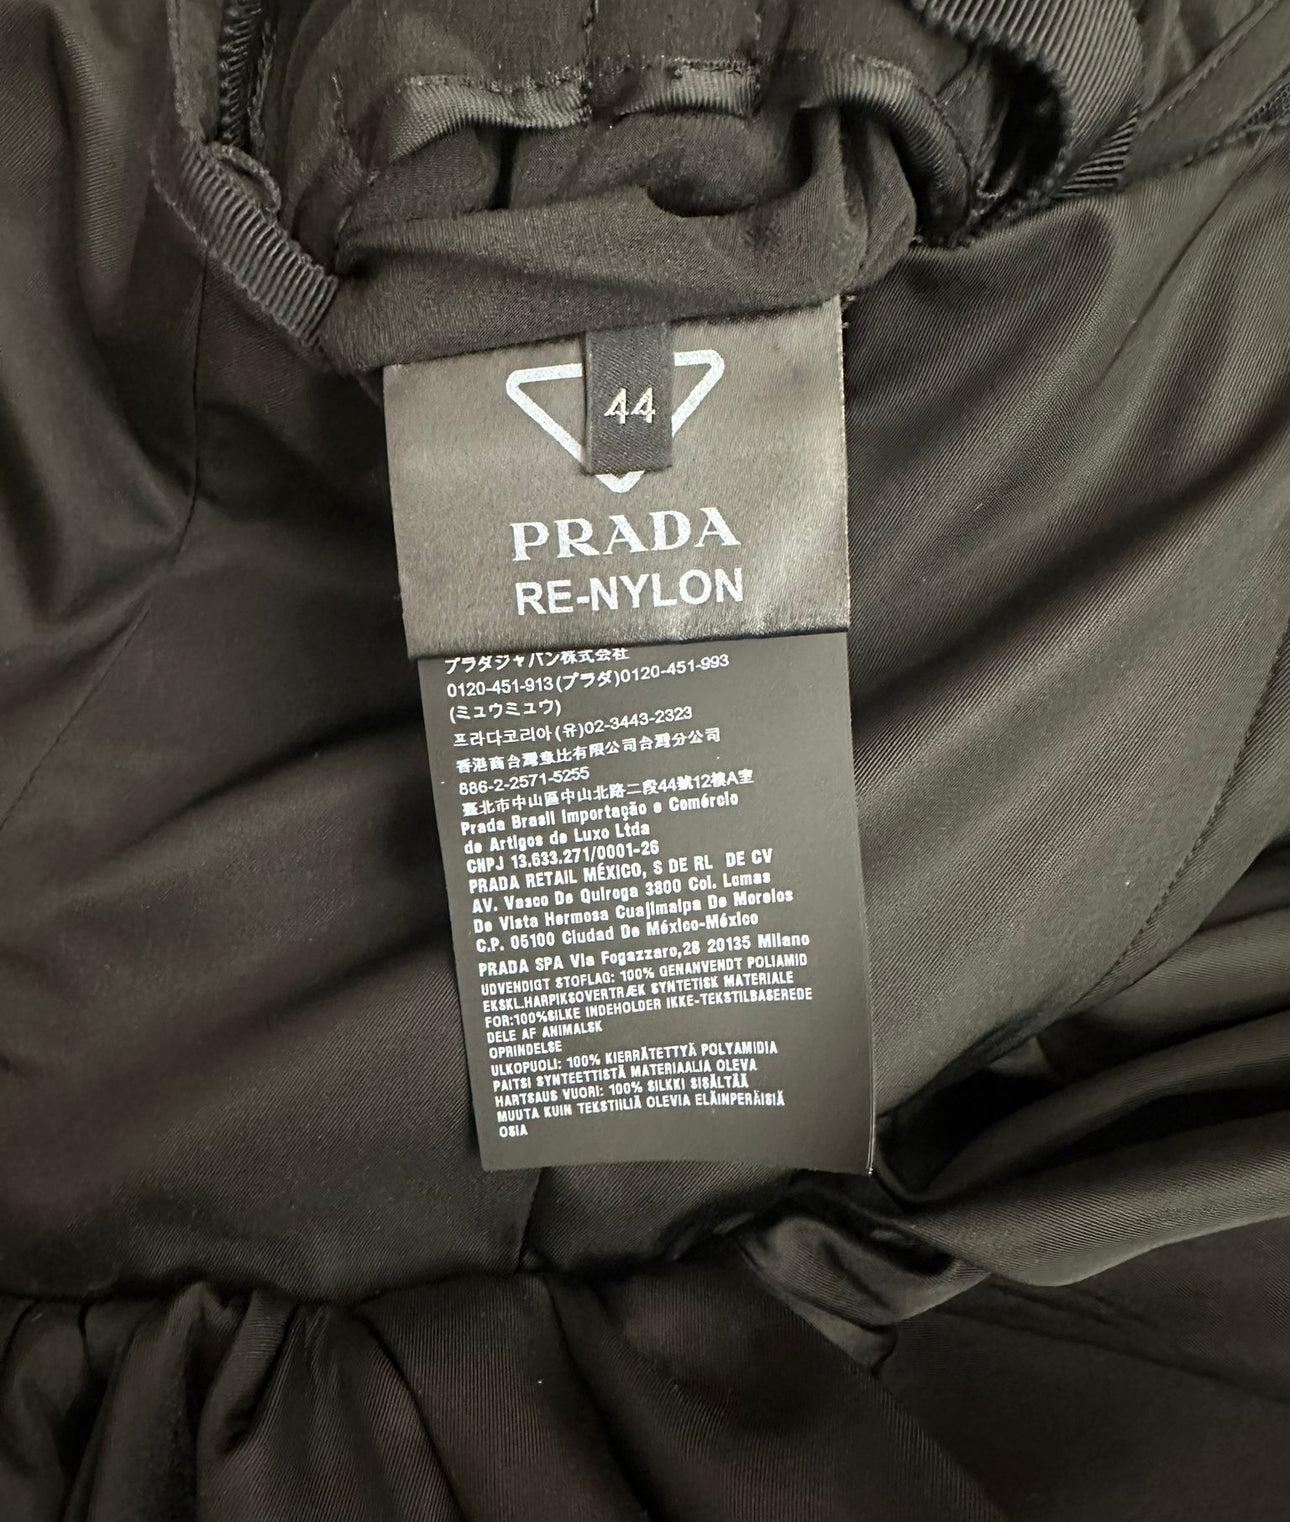 44
PRADA
RE-NYLON
プラダジャパン株式会社
0120-451-913(プラダ)0120-451-993
(ミュウミュウ)
프라다코리아(유)02-3443-2323
香港商台灣意比有限公司台灣分公司
886-2-2571-5255
臺北市中山區中山北路二段44號12樓A室
Prada Brasil Importação e Comércio
de Artigos de Luxo Ltda
CNPJ 13.633.271/0001-26
PRADA RETAIL MÉXICO, S DE RL DE CV
AV. Vasco De Quiroga 3800 Col. Lomas
De Vista Hermosa Cuajimalpa De Morelos
C.P. 05100 Ciudad De México-México
PRADA SPA Via Fogazzaro,28 20135 Milano
UDVENDIGT STOFLAG: 100% GENANVENDT POLIAMID
EKSKL.HARPIKSOVERTRÆK SYNTETISK MATERIALE
FOR:100%SILKE INDEHOLDER IKKE-TEKSTILBASEREDE
DELE AF ANIMALSK
OPRINDELSE
ULKOPUOLI: 100% KIERRÄTETTYÄ POLYAMIDIA
PAITSI SYNTEETTISTÄ MATERIAALIA OLEVA
HARTSAUS VUORI: 100% SILKKI SISÄLTÄÄ
MUUTA KUIN TEKSTIILIÄ OLEVIA ELÄINPERÄISIÄ
OSIA